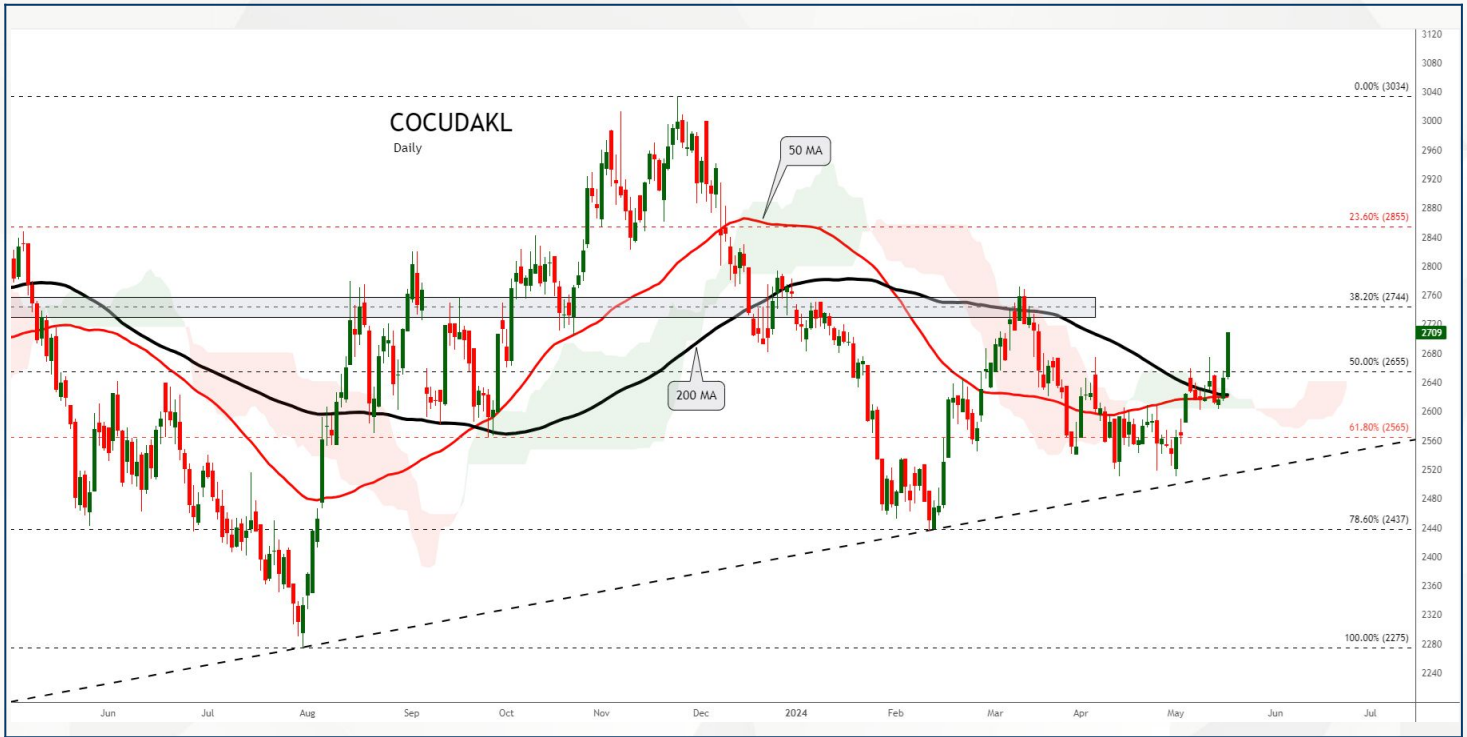 COCUDAKL
Daily
50 MA
200 MA
0.00% (3034)
23.60% (2855)
38.20% (2744)
50.00% (2655)
61.80% (2565)
78.60% (2437)
100.00% (2275)
3120
3080
3040
3000
2960
2920
2880
2840
2800
2760
2720
2709
2680
2640
2600
2560
2520
2480
2440
2400
2360
2320
2280
2240
Jun
Jul
Aug
Sep
Oct
Nov
Dec
2024
Feb
Mar
Apr
May
Jun
Jul